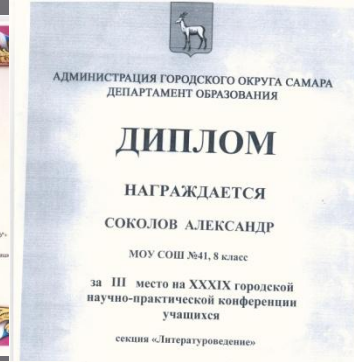 АДМИНИСТРАЦИЯ ГОРОДСКОГО ОКРУГА САМАРА
ДЕПАРТАМЕНТ ОБРАЗОВАНИЯ
ДИПЛОМ
НАГРАЖДАЕТСЯ
СОКОЛОВ АЛЕКСАНДР
МОУ СОШ №41, 8 класс
за III место на XXXIX городской
научно-практической конференции
учащихся
секция «Литературоведение»